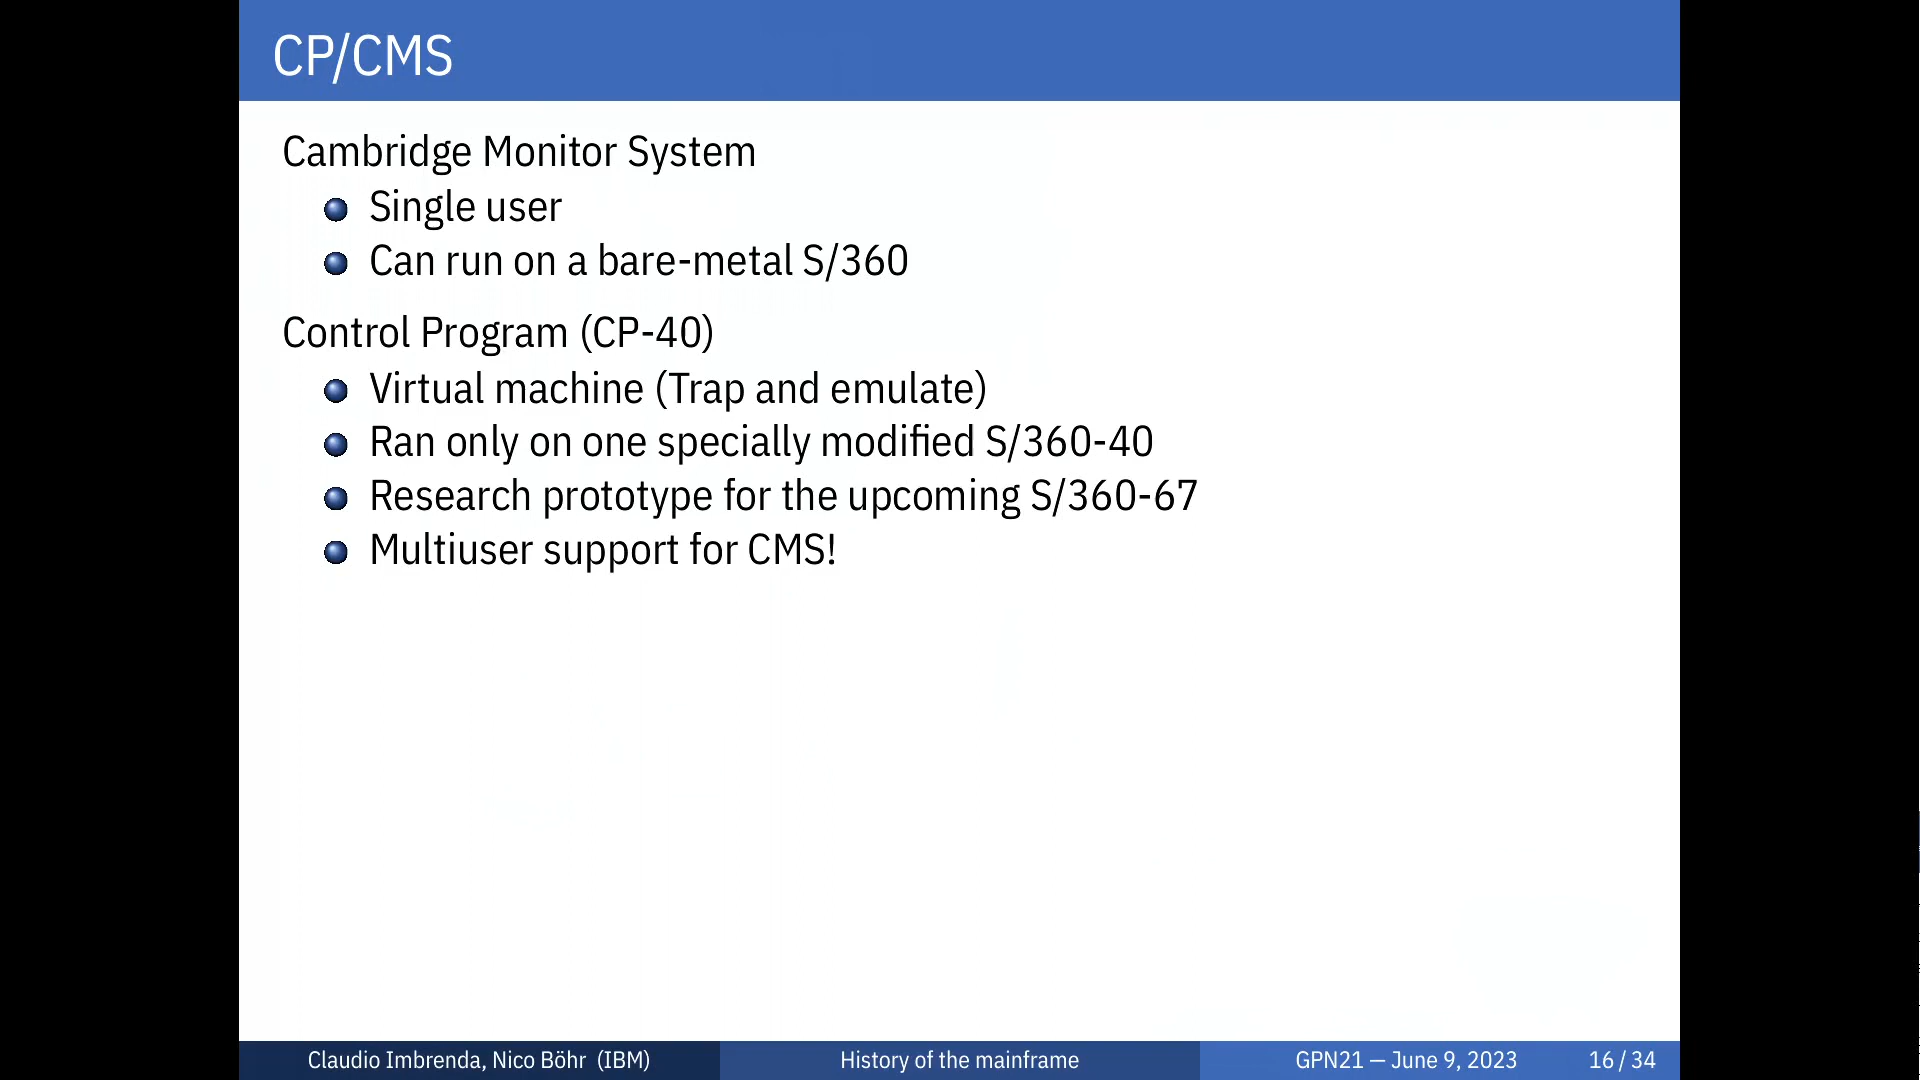 CP/CMS
Cambridge Monitor System
Single user
Can run on a bare-metal S/360
Control Program (CP-40)
Virtual machine (Trap and emulate)
Ran only on one specially modified S/360-40
Research prototype for the upcoming S/360-67
Multiuser support for CMS!
Claudio Imbrenda, Nico Böhr (IBM)
History of the mainframe
GPN21 — June 9, 2023
16 / 34